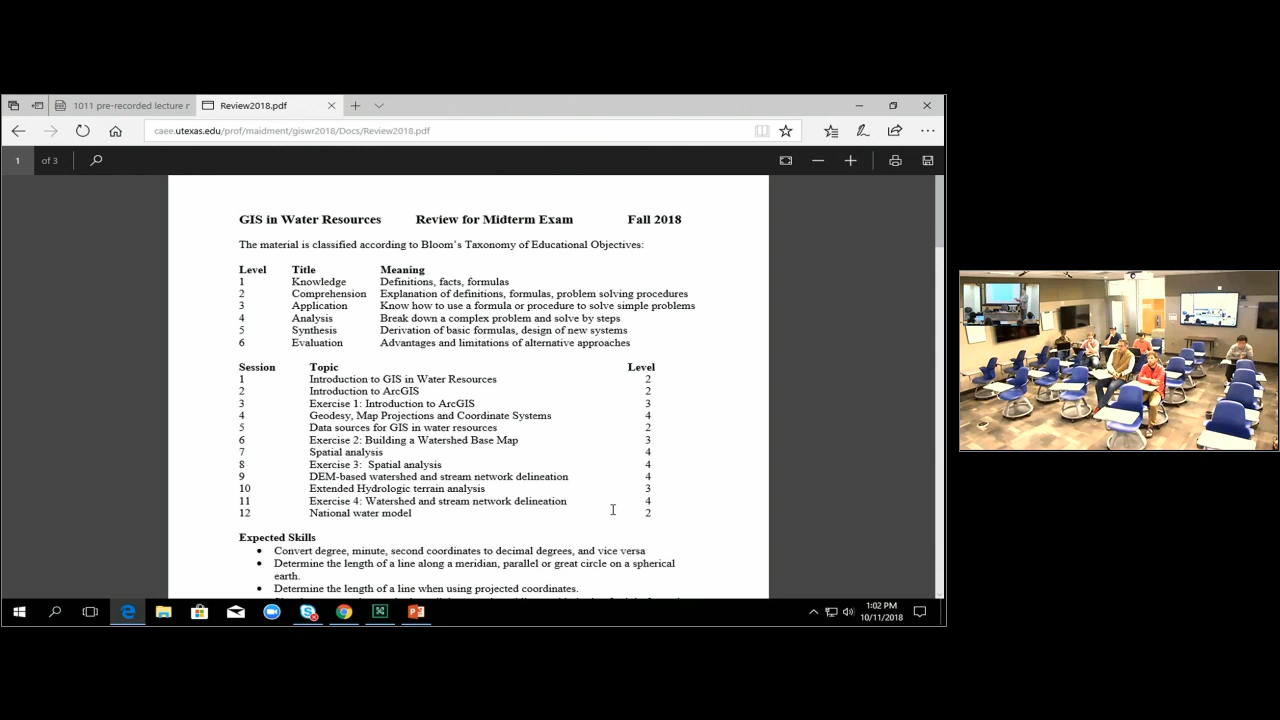 1011 pre-recorded lecture r
Review2018.pdf
caee.utexas.edu/prof/maidment/giswr2018/Docs/Review2018.pdf
1 of 3
GIS in Water Resources Review for Midterm Exam Fall 2018
The material is classified according to Bloom's Taxonomy of Educational Objectives:
Level Title Meaning
1 Knowledge Definitions, facts, formulas
2 Comprehension Explanation of definitions, formulas, problem solving procedures
3 Application Know how to use a formula or procedure to solve simple problems
4 Analysis Break down a complex problem and solve by steps
5 Synthesis Derivation of basic formulas, design of new systems
6 Evaluation Advantages and limitations of alternative approaches
Session Topic Level
1 Introduction to GIS in Water Resources 2
2 Introduction to ArcGIS 2
3 Exercise 1: Introduction to ArcGIS 3
4 Geodesy, Map Projections and Coordinate Systems 4
5 Data sources for GIS in water resources 2
6 Exercise 2: Building a Watershed Base Map 3
7 Spatial analysis 4
8 Exercise 3: Spatial analysis 4
9 DEM-based watershed and stream network delineation 4
10 Extended Hydrologic terrain analysis 3
11 Exercise 4: Watershed and stream network delineation 4
12 National water model 2
Expected Skills
• Convert degree, minute, second coordinates to decimal degrees, and vice versa
• Determine the length of a line along a meridian, parallel or great circle on a spherical
earth.
• Determine the length of a line when using projected coordinates.
1:02 PM
10/11/2018